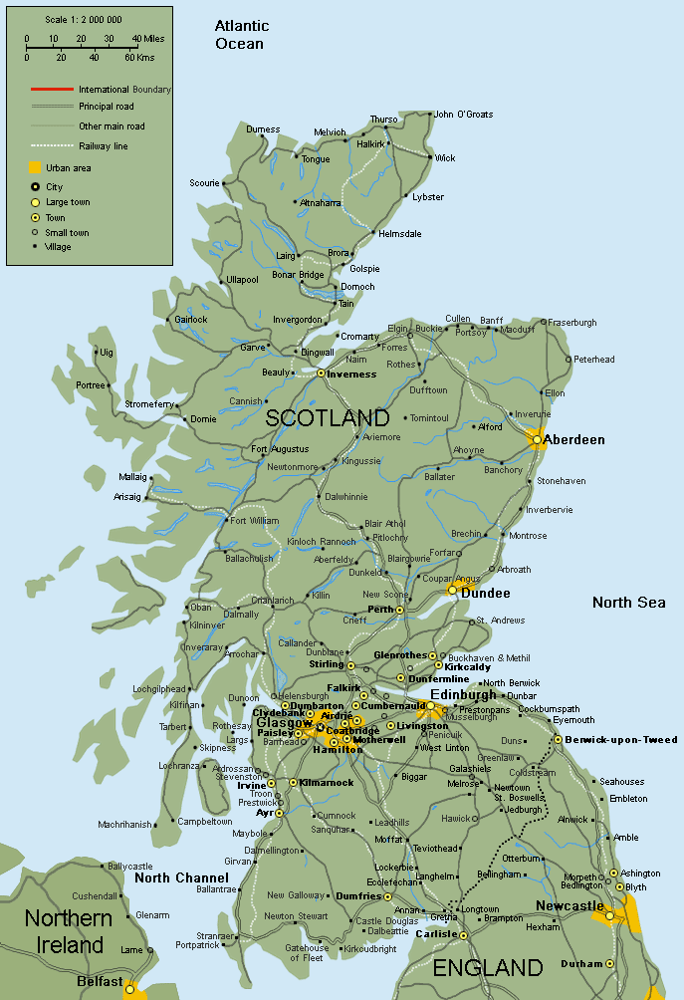 Scale 1: 2 000 000
0 10 20 30 40 Miles
0 20 40 60 Kms
International Boundary
Principal road
Other main road
Railway line
Urban area
City
Large town
Town
Small town
Village
Atlantic
Ocean
John O'Groats
Thurso
Durness
Melvich
Halkirk
Tongue
Wick
Scourie
Altnaharra
Lybster
Helmsdale
Lairg
Brora
Golspie
Bonar Bridge
Ullapool
Dornoch
Tain
Gairlock
Invergordon
Cromarty
Elgin
Buckie
Cullen
Portsoy
Banff
Macduff
Fraserburgh
Garve
Dingwall
Nairn
Forres
Uig
Rothes
Peterhead
Beauly
Inverness
Portree
Dufftown
Ellon
Cannish
Stromeferry
Dornie
SCOTLAND
Tomintoul
Inverurie
Alford
Aviemore
Aberdeen
Fort Augustus
Ahoyne
Kingussie
Newtonmore
Banchory
Mallaig
Ballater
Stonehaven
Arisaig
Dalwhinnie
Inverbervie
Fort William
Blair Athol
Pitlochry
Brechin
Montrose
Kinloch Rannoch
Ballachulish
Aberfeldy
Blairgowrie
Forfar
Dunkeld
Arbroath
Coupar Angus
Killin
New Scone
Dundee
North Sea
Oban
Crianlarich
Dalmally
Perth
Crieff
Kilninver
St. Andrews
Callander
Inveraray
Arrochar
Dunblane
Glenrothes
Buckhaven & Methil
Stirling
Kirkcaldy
Dunfermline
Lochgilphead
Helensburgh
Falkirk
North Berwick
Dunoon
Edinburgh
Dunbar
Kilfinan
Dumbarton
Cumbernauld
Prestonpans
Cockburnspath
Clydebank
Airdrie
Musselburgh
Eyemouth
Tarbert
Rothesay
Glasgow
Coatbridge
Livingston
Largs
Paisley
Motherwell
Penicuik
Duns
Berwick-upon-Tweed
Skipness
Barrhead
Hamilton
West Linton
Greenlaw
Lochranza
Ardrossan
Stevenston
Biggar
Galashiels
Coldstream
Irvine
Kilmarnock
Melrose
Newtown
St. Boswells
Seahouses
Troon
Prestwick
Embleton
Jedburgh
Ayr
Cumnock
Hawick
Alnwick
Machrihanish
Campbeltown
Leadhills
Sanquhar
Maybole
Moffat
Amble
Dalmellington
Teviothead
Girvan
Otterburn
Ballycastle
North Channel
Lockerbie
Ecclefechan
Langhelm
Bellingham
Ashington
Morpeth
Bedlington
Blyth
Cushendall
Ballantrae
New Galloway
Dumfries
Annan
Gretna
Longtown
Newcastle
Northern
Ireland
Glenarm
Newton Stewart
Castle Douglas
Dalbeattie
Brampton
Hexham
Stranraer
Portpatrick
Carlisle
Larne
Gatehouse
of Fleet
Kirkcudbright
ENGLAND
Durham
Belfast